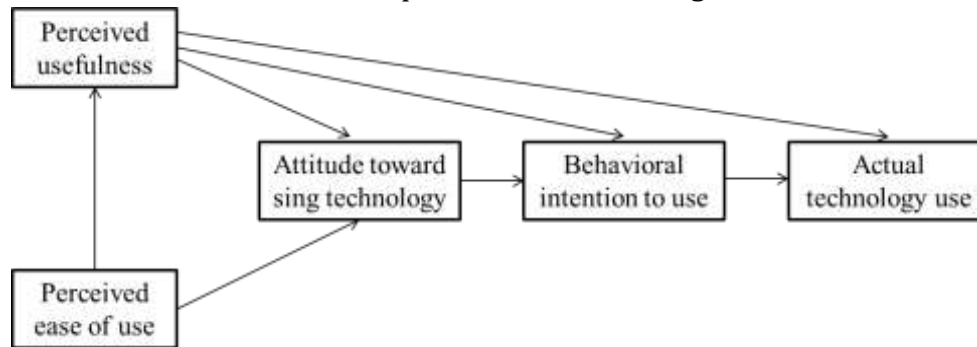 Perceived
usefulness
Attitude toward
sing technology
Behavioral
intention to use
Actual
technology use
Perceived
ease of use